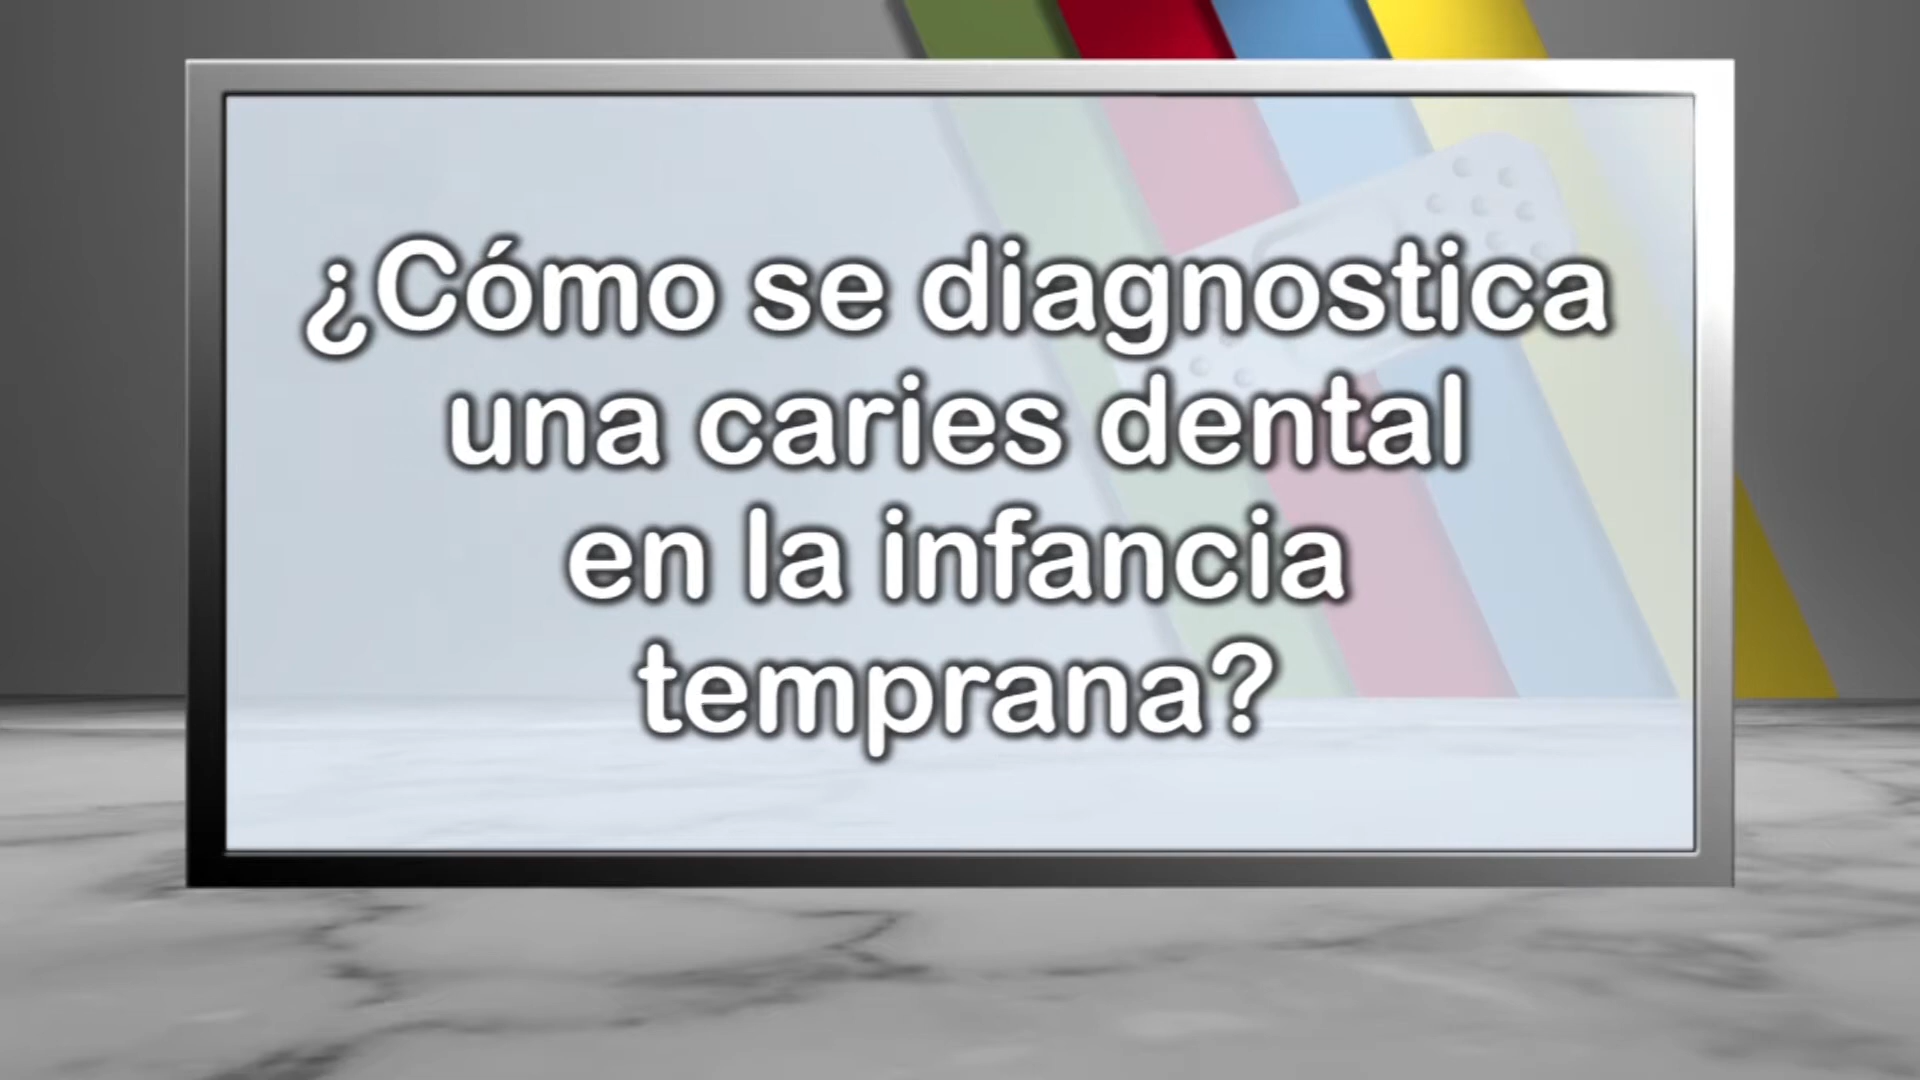 ¿Cómo se diagnostica
una caries dental
en la infancia
temprana?